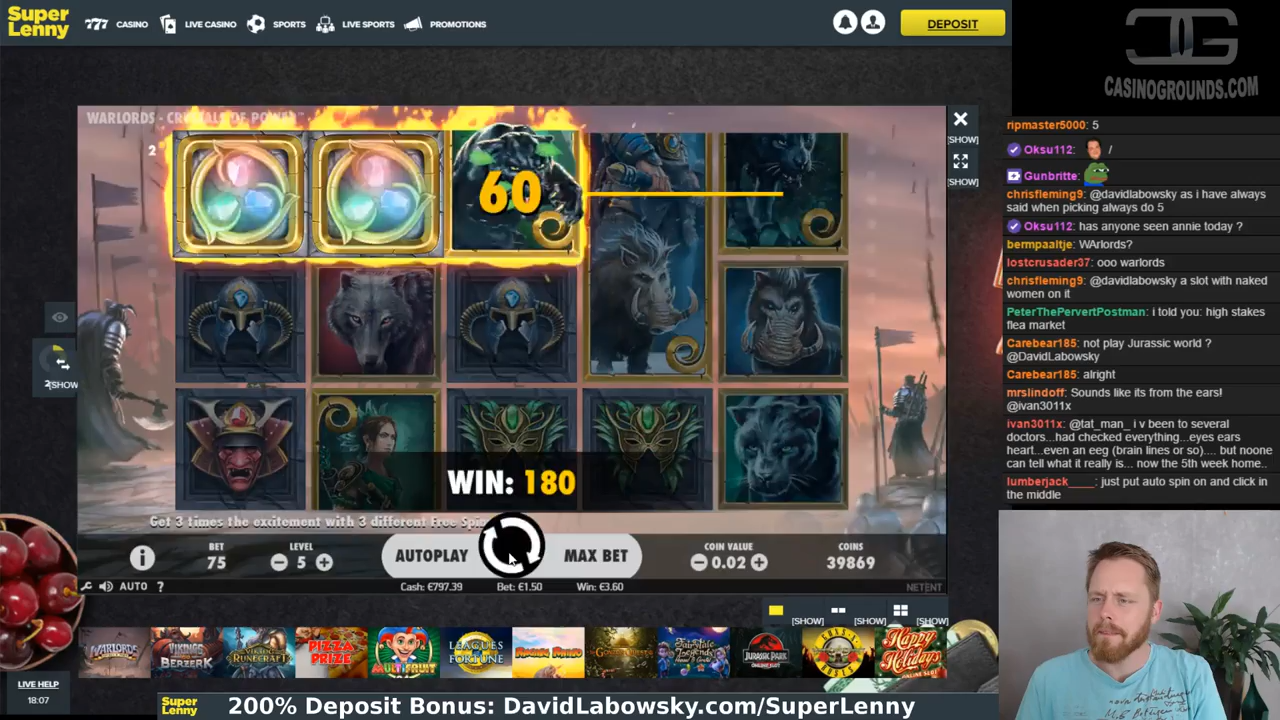 Super
Lenny
777 CASINO
LIVE CASINO
SPORTS
LIVE SPORTS
PROMOTIONS
DEPOSIT
CG
CASINOGROUNDS.COM
WARLORDS - CRYSTALS OF POWER™
[SHOW]
[SHOW]
2
60
2[SHOW
WIN: 180
Get 3 times the excitement with 3 different Free Spin
BET
75
LEVEL
5
AUTOPLAY
MAX BET
COIN VALUE
0.02
COINS
39869
AUTO ?
Cash: €797.39
Bet: €1.50
Win: €3.60
NETENT
[SHOW]
[SHOW]
[SHOW]
WARLORDS
VIKINGS
BERZERK
RUNECRAFT
PIZZA
PRIZE
MULTIFRUIT
LEAGUES
FORTUNE
JURASSIC PARK
Happy
Holidays
LIVE HELP
18:07
Super
Lenny
200% Deposit Bonus: DavidLabowsky.com/SuperLenny
ripmaster5000: 5
Oksu112: /
Gunbritte:
chrisfleming9: @davidlabowsky as i have always
said when picking always do 5
Oksu112: has anyone seen annie today ?
bermpaaltje: WArlords?
lostcrusader37: ooo warlords
chrisfleming9: @davidlabowsky a slot with naked
women on it
PeterThePervertPostman: i told you: high stakes
flea market
Carebear185: not play Jurassic world ?
@DavidLabowsky
Carebear185: alright
mrslindoff: Sounds like its from the ears!
@ivan3011x
ivan3011x: @tat_man_ i v been to several
doctors...had checked everything...eyes ears
heart...even an eeg (brain lines or so).... but noone
can tell what it really is... now the 5th week home..
lumberjack____: just put auto spin on and click in
the middle